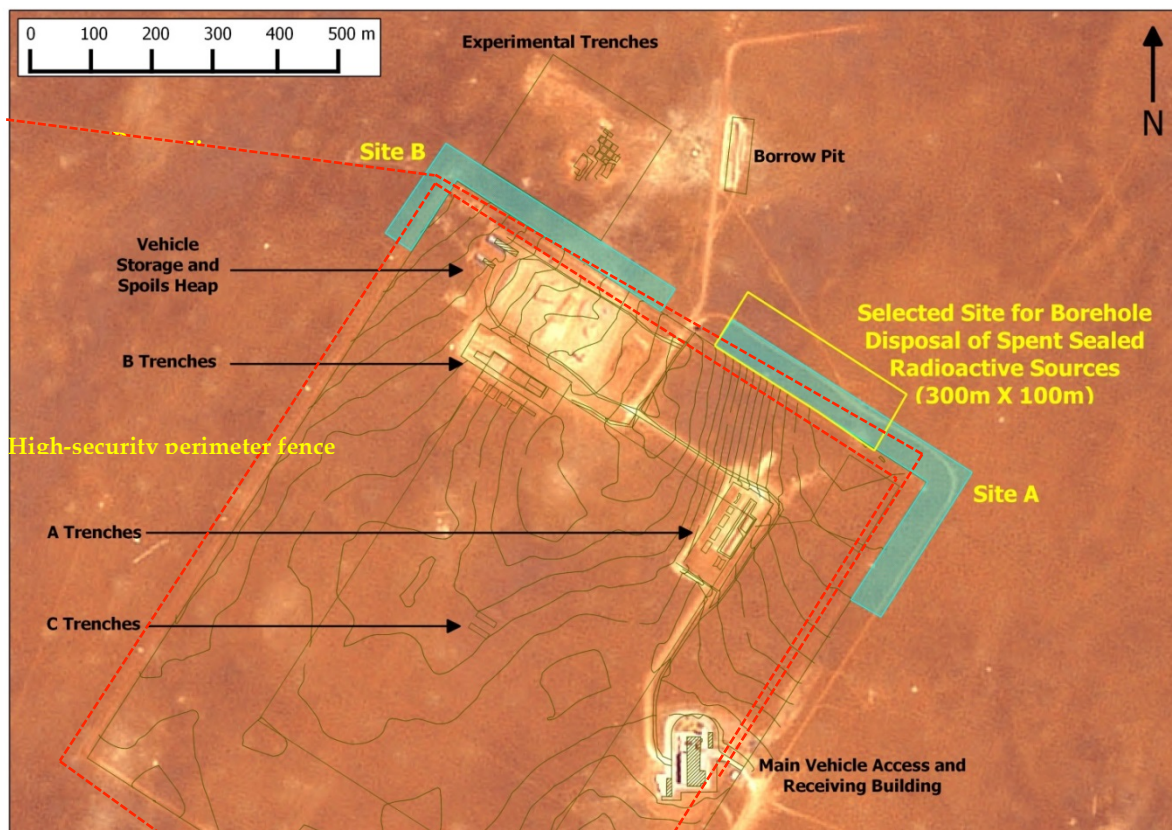 0 100 200 300 400 500 m
Experimental Trenches
N
Site B
Borrow Pit
Vehicle
Storage and
Spoils Heap
Selected Site for Borehole
Disposal of Spent Sealed
Radioactive Sources
(300m X 100m)
B Trenches
High-security perimeter fence
Site A
A Trenches
C Trenches
Main Vehicle Access and
Receiving Building